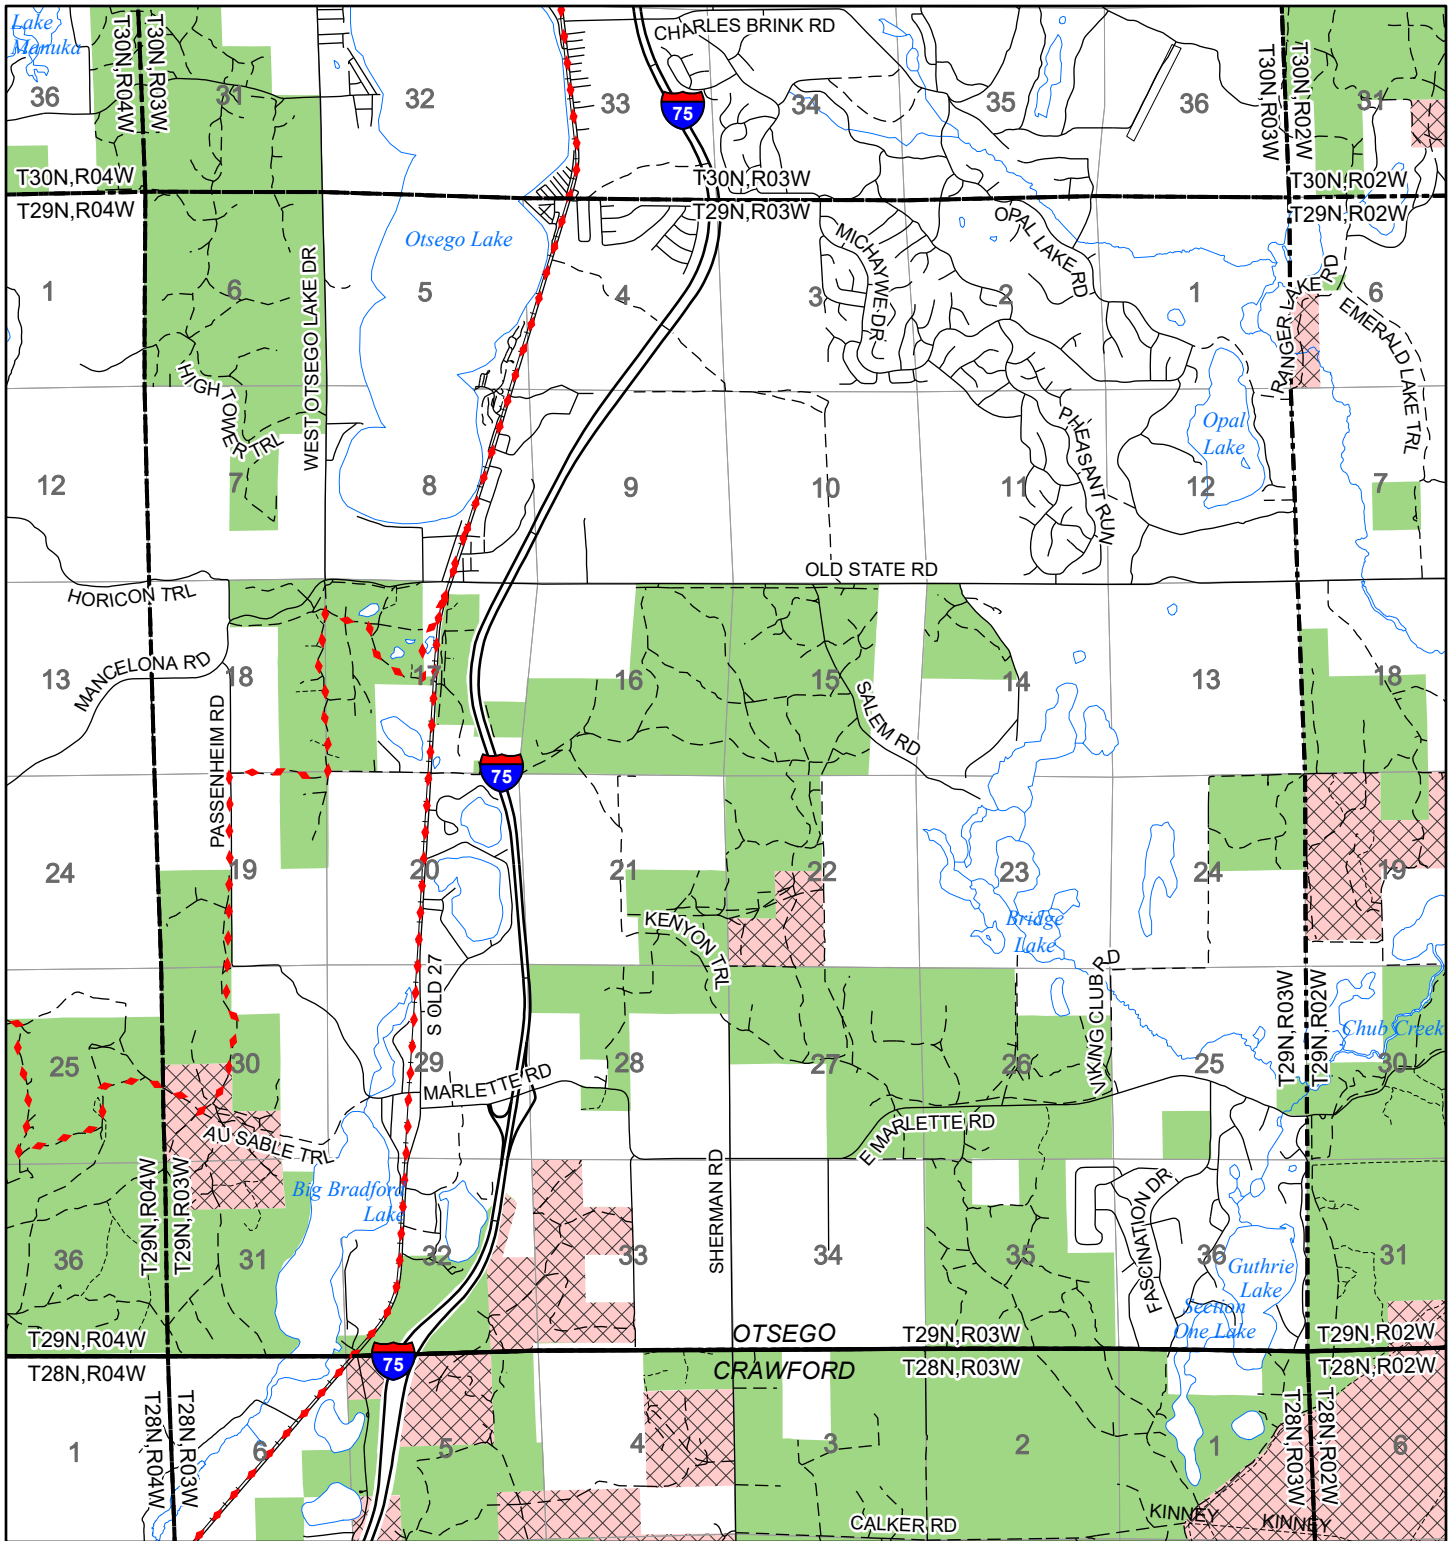 Lake
Manuka
T30N,R04W
T30N,R03W
CHARLES BRINK RD
T30N,R03W
T30N,R02W
36
31
32
33
75
34
35
36
31
T30N,R04W
T30N,R03W
T30N,R02W
T29N,R04W
T29N,R03W
T29N,R02W
Otsego Lake
WEST OTSEGO LAKE DR
MICHAYWE DR
OPAL LAKE RD
RANGER LAKE RD
EMERALD LAKE TRL
1
6
5
4
3
2
1
6
HIGH TOWER TRL
PHEASANT RUN
Opal
Lake
12
7
8
9
10
11
12
7
OLD STATE RD
HORICON TRL
MANCELONA RD
PASSENHEIM RD
SALEM RD
13
18
17
16
15
14
13
18
75
24
19
20
21
22
23
24
19
KENYON TRL
Bridge
Lake
S OLD 27
VIKING CLUB RD
T29N,R03W
T29N,R02W
Chub Creek
25
30
29
28
27
26
25
30
MARLETTE RD
E MARLETTE RD
AU SABLE TRL
T29N,R04W
T29N,R03W
Big Bradford
Lake
SHERMAN RD
FASCINATION DR
36
31
32
33
34
35
36
31
Guthrie
Lake
Section
One Lake
T29N,R04W
OTSEGO
T29N,R03W
T29N,R02W
75
T28N,R04W
CRAWFORD
T28N,R03W
T28N,R02W
T28N,R04W
T28N,R03W
T28N,R03W
T28N,R02W
1
6
5
4
3
2
1
6
CALKER RD
KINNEY
KINNEY